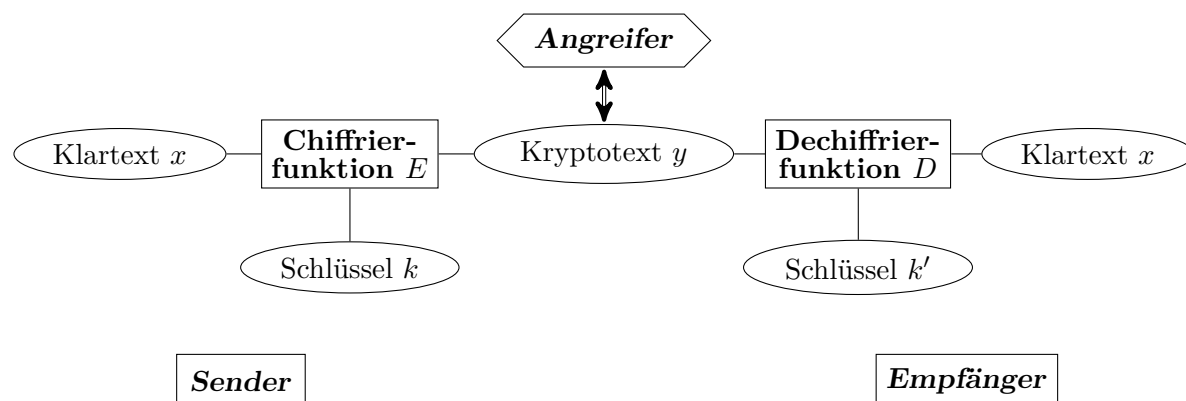 Angreifer
Klartext x
Chiffrier-
funktion E
Kryptotext y
Dechiffrier-
funktion D
Klartext x
Schlüssel k
Schlüssel k′
Sender
Empfänger